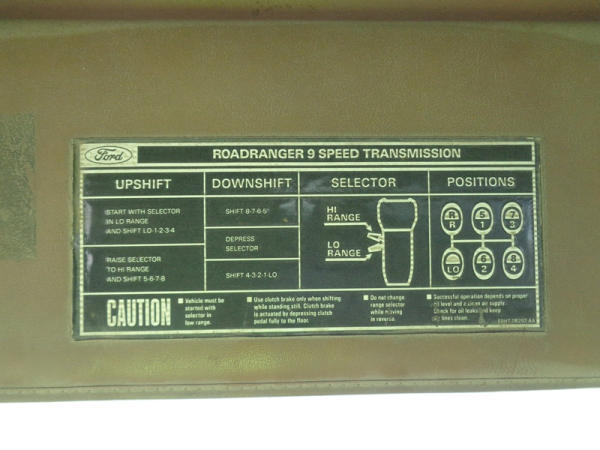 Ford
ROADRANGER 9 SPEED TRANSMISSION
UPSHIFT
START WITH SELECTOR
IN LO RANGE
AND SHIFT LO-1-2-3-4
RAISE SELECTOR
TO HI RANGE
AND SHIFT 5-6-7-8
DOWNSHIFT
SHIFT 8-7-6-5
DEPRESS
SELECTOR
SHIFT 4-3-2-1-LO
SELECTOR
HI
RANGE
LO
RANGE
POSITIONS
R 5 7
R 1 3
6 8
LO 2 4
CAUTION
■ Vehicle must be
started with
selector in
low range.
■ Use clutch brake only when shifting
while standing still. Clutch brake
is actuated by depressing clutch
pedal fully to the floor.
■ Do not change
range selector
while moving
in reverse.
■ Successful operation depends on proper
oil level and air supply.
Check for oil leaks and keep
lines clean.